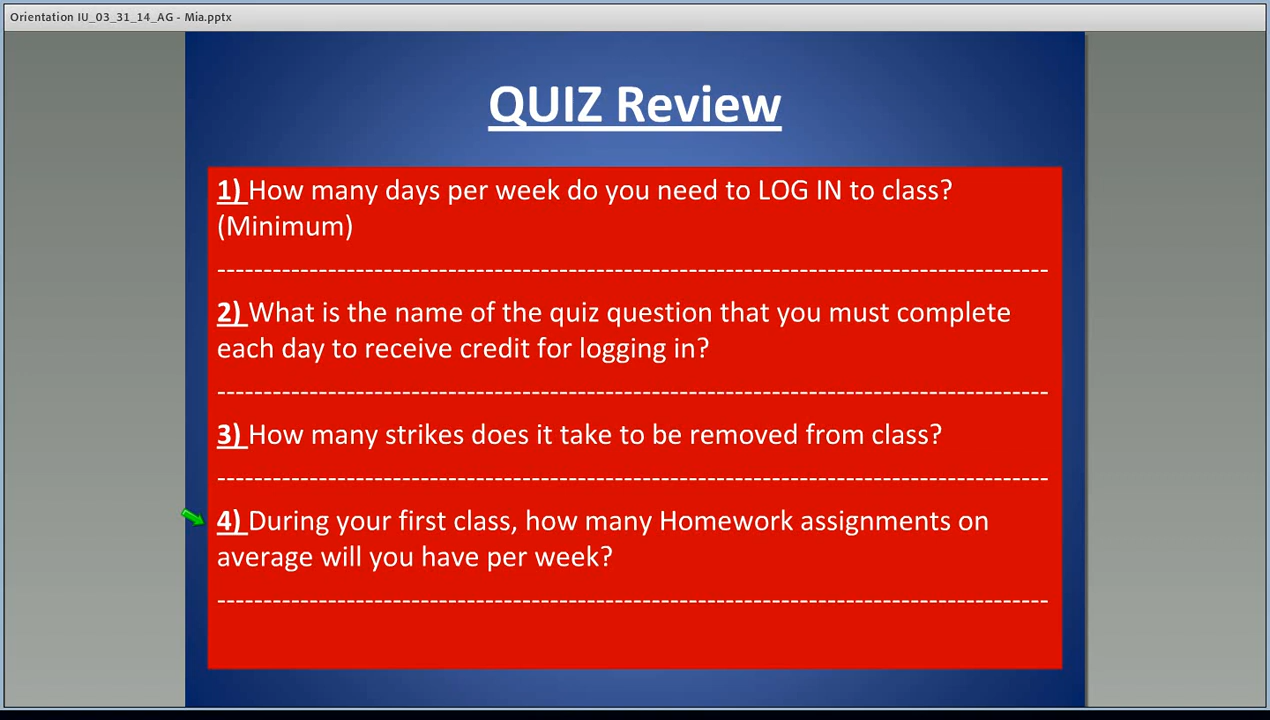 Orientation IU_03_31_14_AG - Mia.pptx
QUIZ Review
1) How many days per week do you need to LOG IN to class?
(Minimum)
--------------------------------------------------------------------------------------------
2) What is the name of the quiz question that you must complete
each day to receive credit for logging in?
--------------------------------------------------------------------------------------------
3) How many strikes does it take to be removed from class?
--------------------------------------------------------------------------------------------
4) During your first class, how many Homework assignments on
average will you have per week?
--------------------------------------------------------------------------------------------